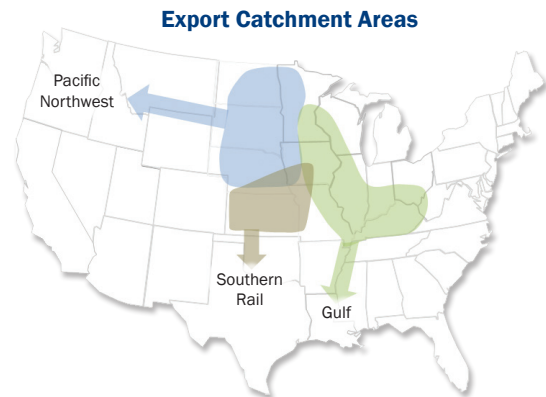 Export Catchment Areas
Pacific
Northwest
Southern
Rail
Gulf